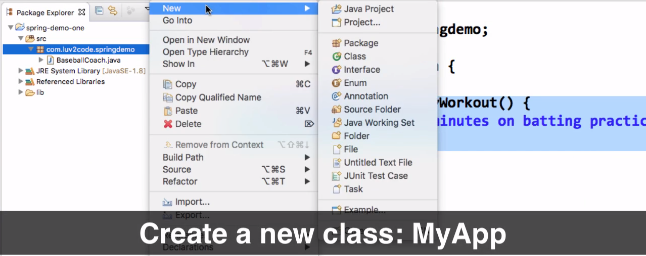 Package Explorer
spring-demo-one
src
com.luv2code.springdemo
BaseballCoach.java
JRE System Library [JavaSE-1.8]
Referenced Libraries
lib
New
Go Into
Open in New Window
Open Type Hierarchy F4
Show In ⌥⌘W
Copy ⌘C
Copy Qualified Name
Paste ⌘V
Delete ⌦
Remove from Context ⌥⇧⌘↓
Build Path
Source ⌥⌘S
Refactor ⌥⌘T
Import...
Export...
Declarations
Java Project
Project...
Package
Class
Interface
Enum
Annotation
Source Folder
Java Working Set
Folder
File
Untitled Text File
JUnit Test Case
Task
Example...
gdemo;
{
Workout() {
minutes on batting practic
Create a new class: MyApp